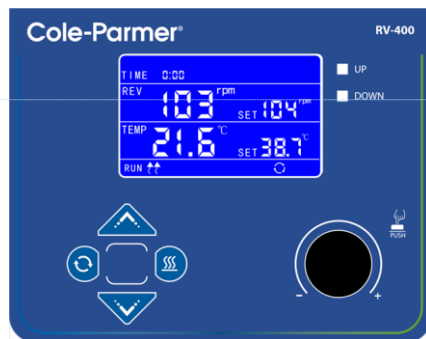 Cole-Parmer®
RV-400
TIME 0:00
REV 103 rpm SET 104 rpm
TEMP 21.6 °C SET 38.7 °C
RUN
UP
DOWN
PUSH
- +